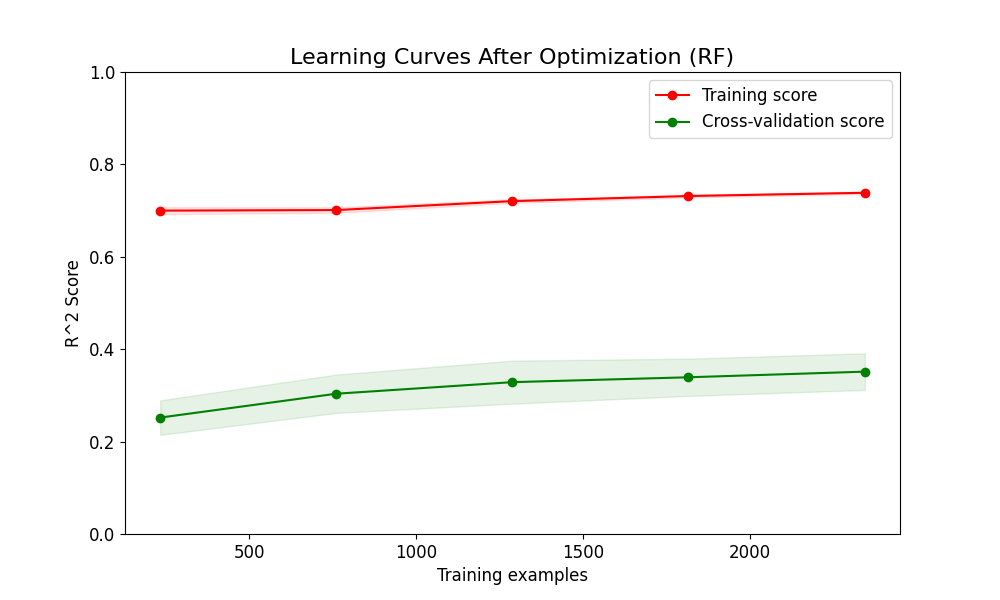 Learning Curves After Optimization (RF)
1.0
0.8
0.6
0.4
0.2
0.0
R^2 Score
Training score
Cross-validation score
500
1000
1500
2000
Training examples